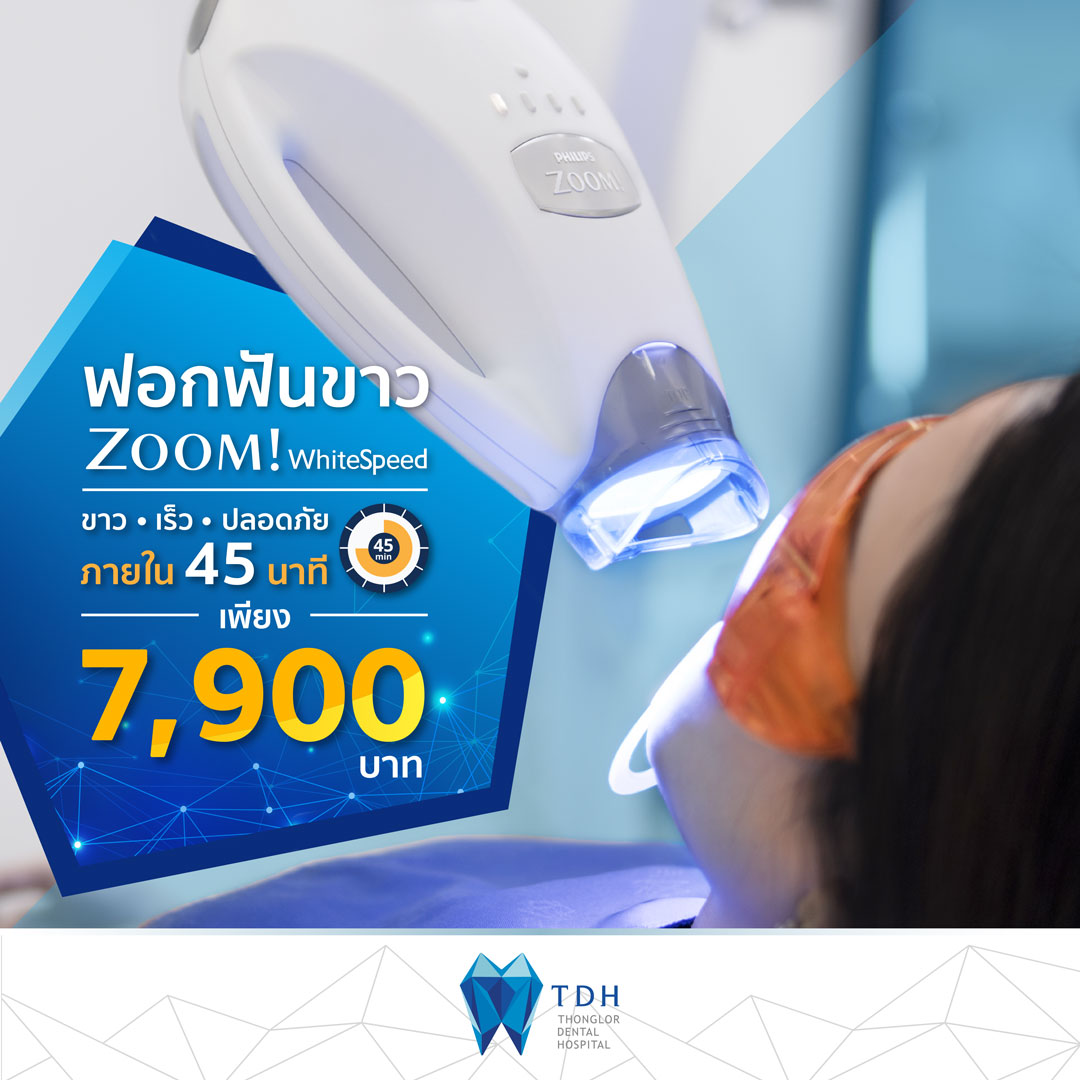 PHILIPS
ZOOM!
ฟอกฟันขาว
ZOOM! WhiteSpeed
ขาว • เร็ว • ปลอดภัย
ภายใน 45 นาที
45
min
เพียง
7,900
บาท
TDH
THONGLOR
DENTAL
HOSPITAL